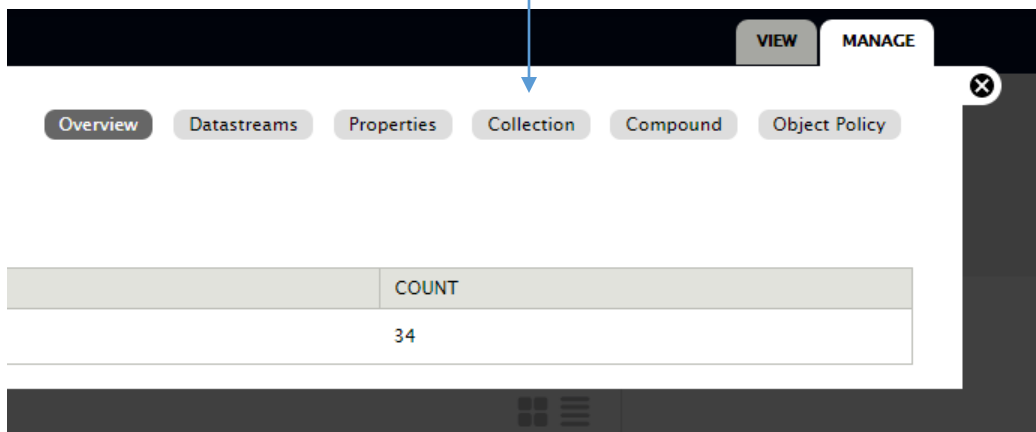 VIEW MANAGE
Overview Datastreams Properties Collection Compound Object Policy
COUNT
34